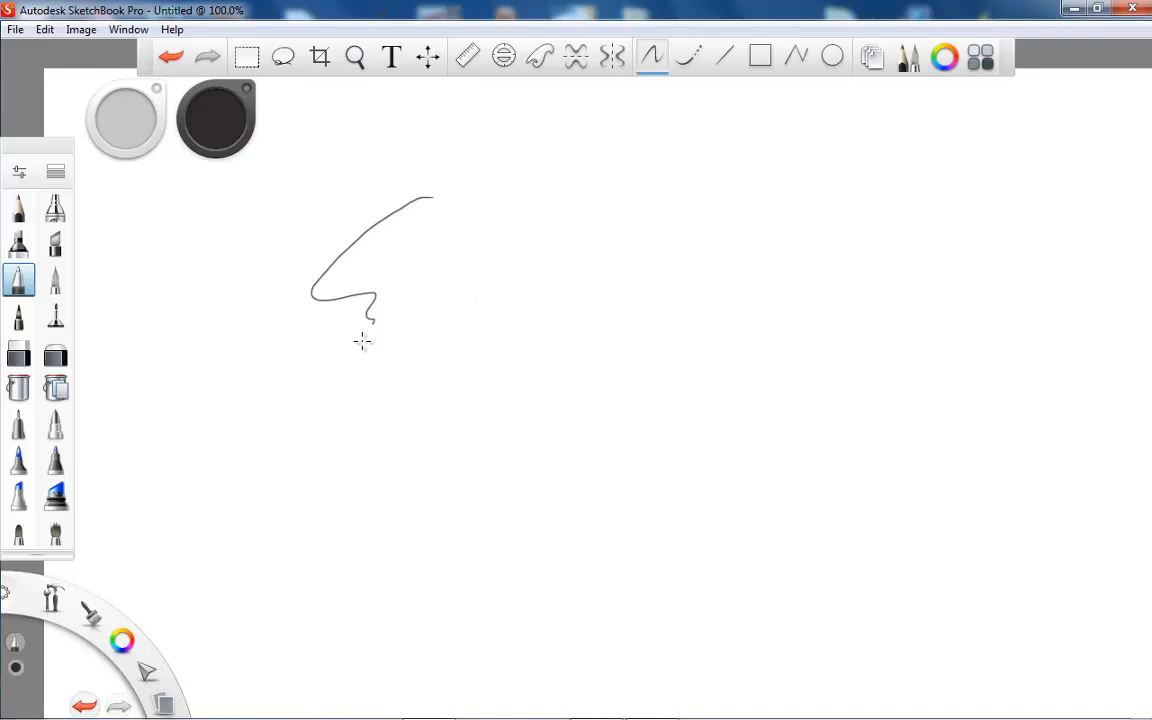 Autodesk SketchBook Pro - Untitled @ 100.0%
File Edit Image Window Help
T